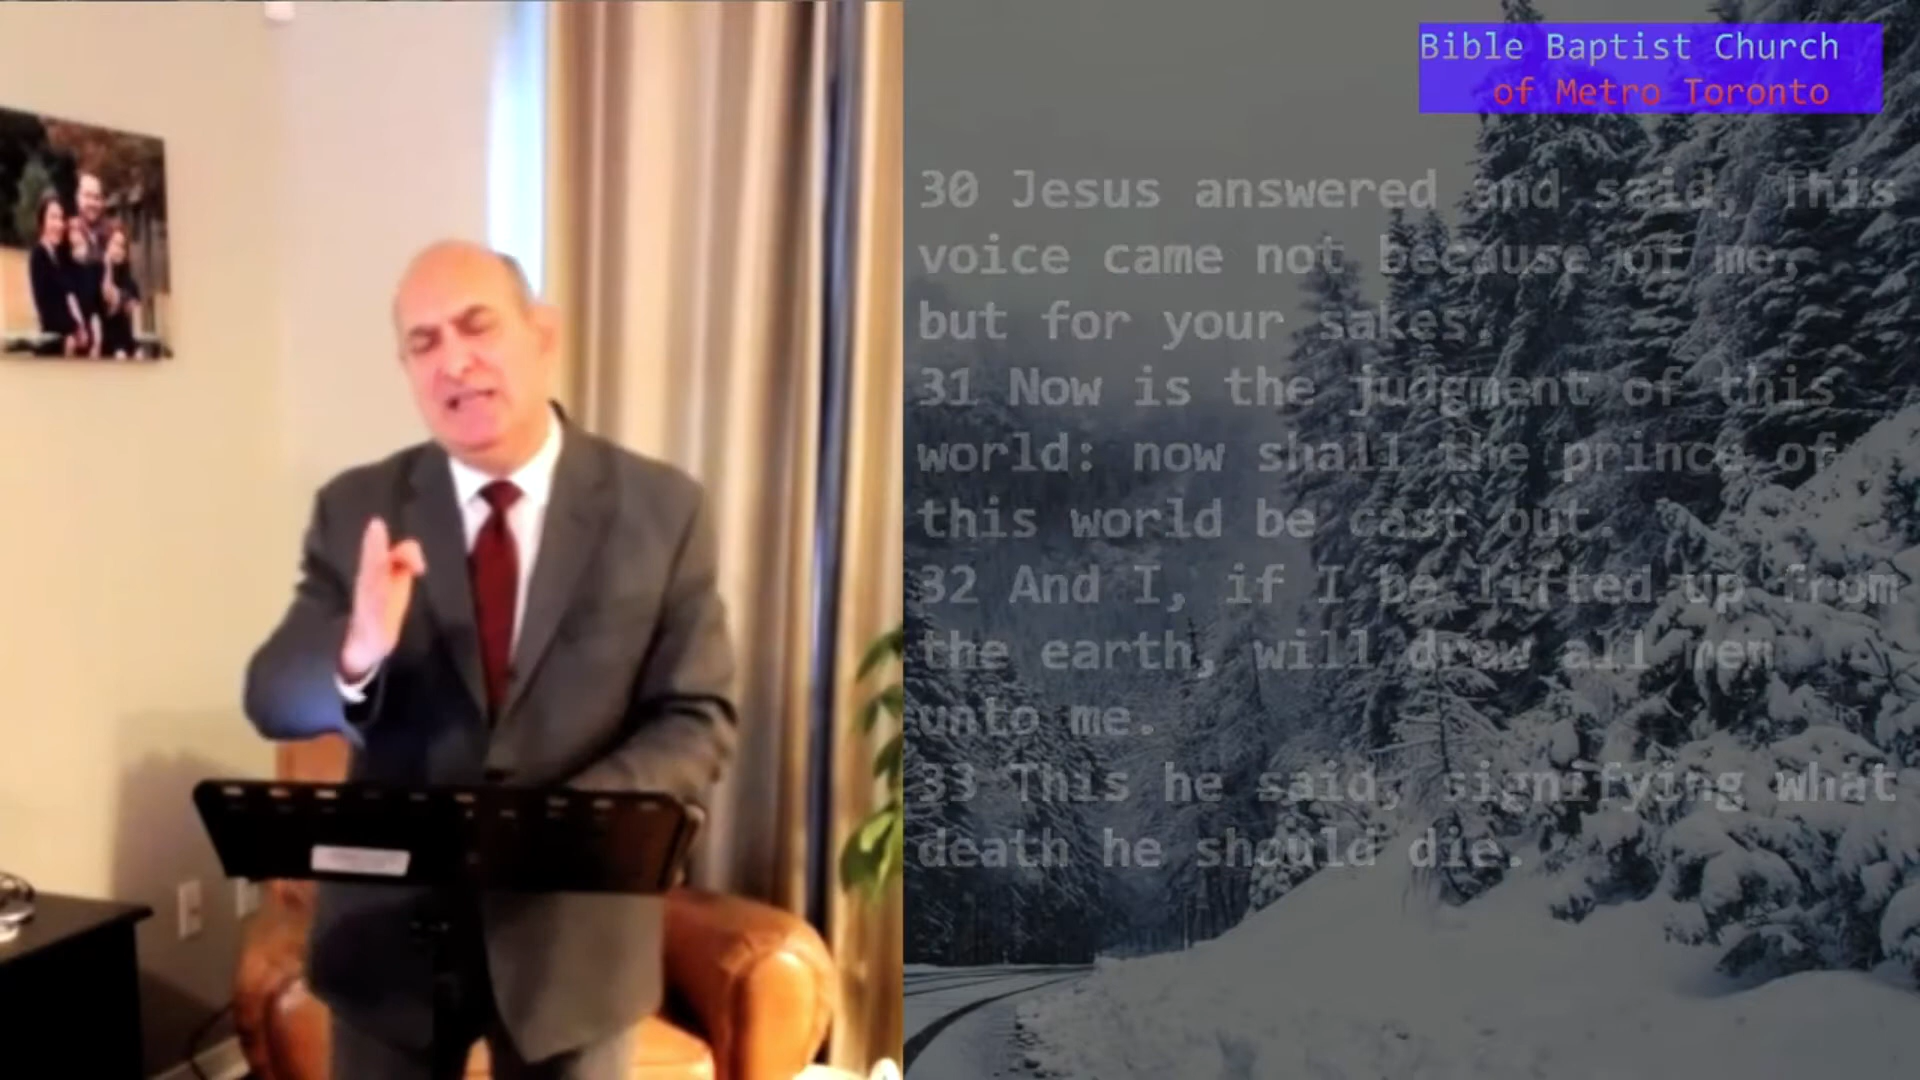 Bible Baptist Church
of Metro Toronto
30 Jesus answered and said, This
voice came not because of me,
but for your sakes.
31 Now is the judgment of this
world: now shall the prince of
this world be cast out.
32 And I, if I be lifted up from
the earth, will draw all men
unto me.
33 This he said, signifying what
death he should die.